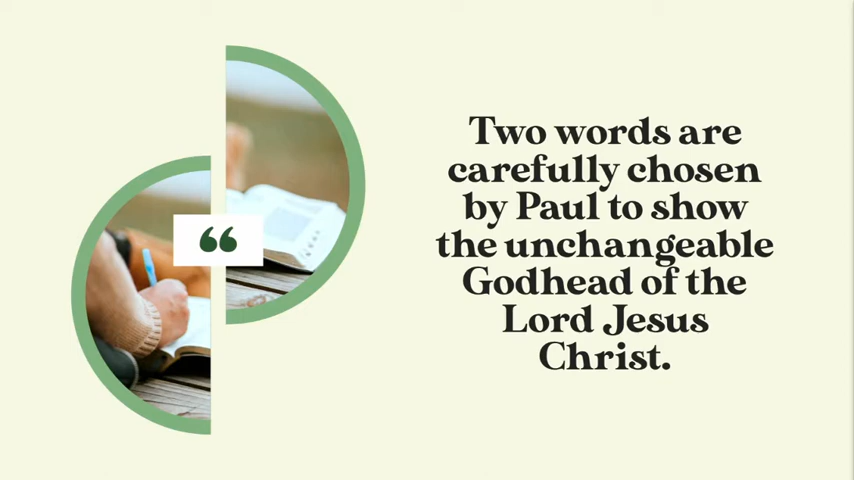 Two words are
carefully chosen
by Paul to show
the unchangeable
Godhead of the
Lord Jesus
Christ.